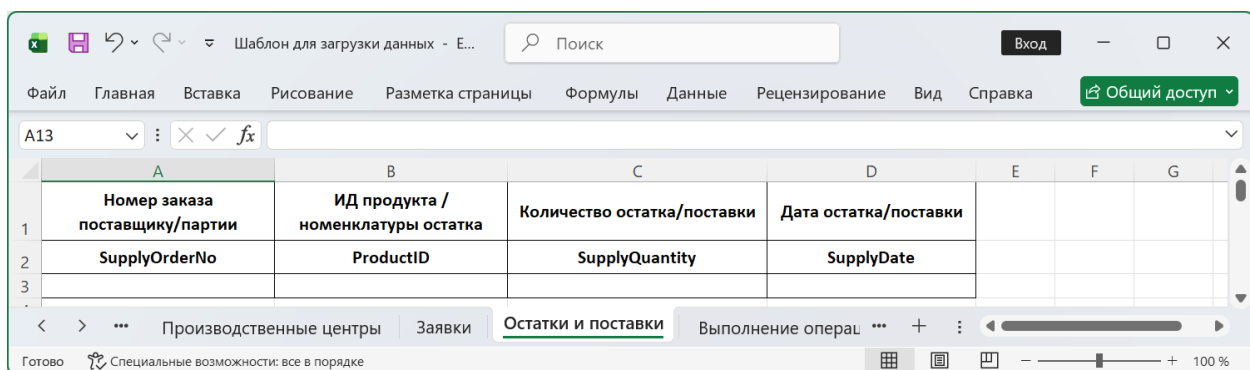 Шаблон для загрузки данных - E... Поиск Вход
Файл Главная Вставка Рисование Разметка страницы Формулы Данные Рецензирование Вид Справка Общий доступ
A13 fx
A B C D E F G
1 Номер заказа поставщику/партии ИД продукта / номенклатуры остатка Количество остатка/поставки Дата остатка/поставки
2 SupplyOrderNo ProductID SupplyQuantity SupplyDate
3
Производственные центры Заявки Остатки и поставки Выполнение операц
Готово Специальные возможности: все в порядке 100 %